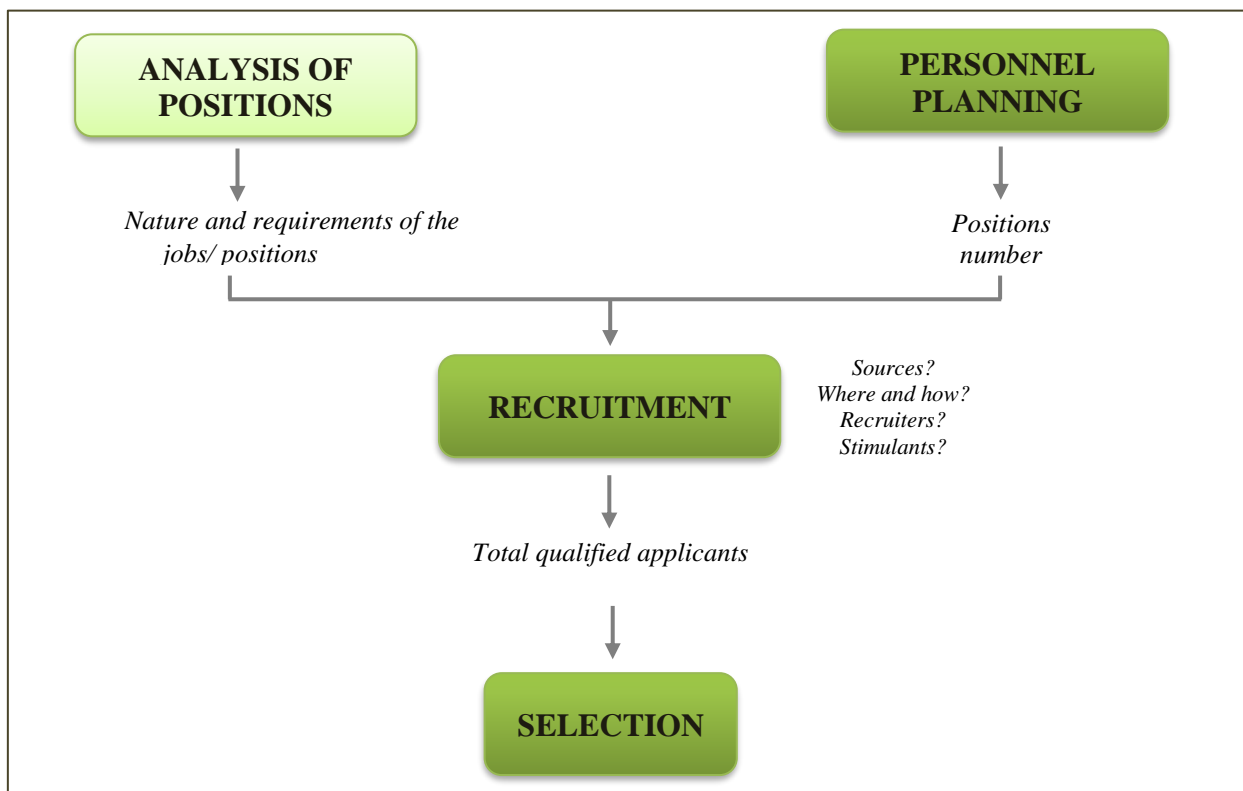 ANALYSIS OF
POSITIONS
PERSONNEL
PLANNING
Nature and requirements of the
jobs/ positions
Positions
number
RECRUITMENT
Sources?
Where and how?
Recruiters?
Stimulants?
Total qualified applicants
SELECTION